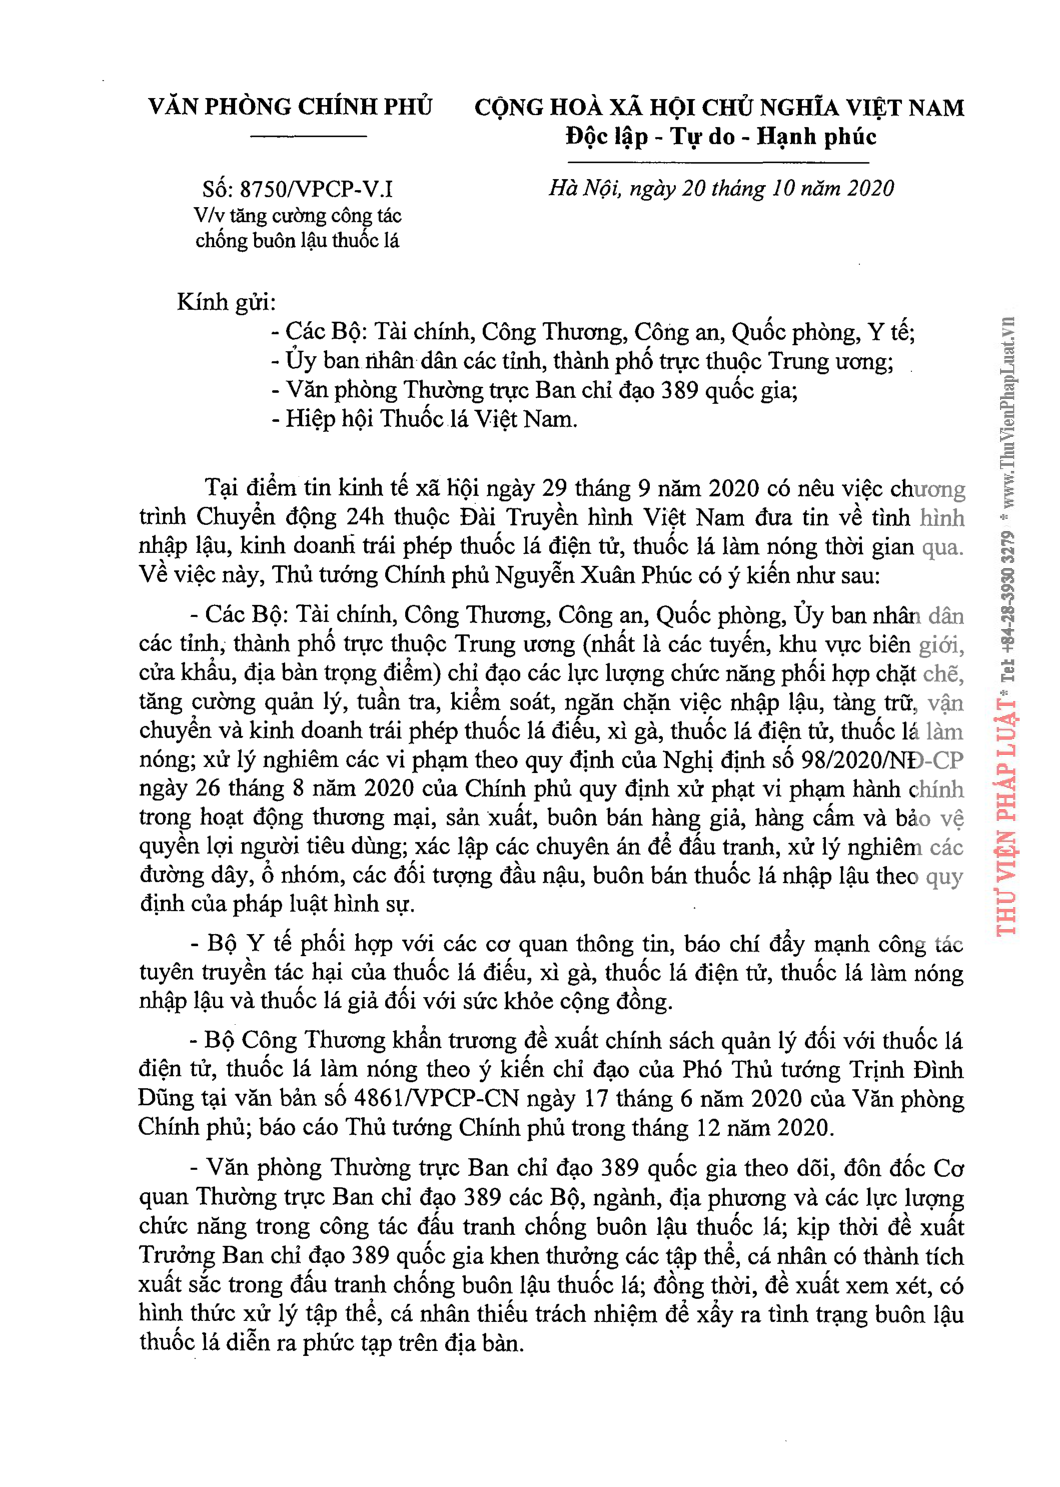 VĂN PHÒNG CHÍNH PHỦ
CỘNG HOÀ XÃ HỘI CHỦ NGHĨA VIỆT NAM
Độc lập - Tự do - Hạnh phúc
Số: 8750/VPCP-V.I
V/v tăng cường công tác
chống buôn lậu thuốc lá
Hà Nội, ngày 20 tháng 10 năm 2020
Kính gửi:
- Các Bộ: Tài chính, Công Thương, Công an, Quốc phòng, Y tế;
- Ủy ban nhân dân các tỉnh, thành phố trực thuộc Trung ương;
- Văn phòng Thường trực Ban chỉ đạo 389 quốc gia;
- Hiệp hội Thuốc lá Việt Nam.
Tại điểm tin kinh tế xã hội ngày 29 tháng 9 năm 2020 có nêu việc chương
trình Chuyển động 24h thuộc Đài Truyền hình Việt Nam đưa tin về tình hình
nhập lậu, kinh doanh trái phép thuốc lá điện tử, thuốc lá làm nóng thời gian qua.
Về việc này, Thủ tướng Chính phủ Nguyễn Xuân Phúc có ý kiến như sau:
- Các Bộ: Tài chính, Công Thương, Công an, Quốc phòng, Ủy ban nhân dân
các tỉnh, thành phố trực thuộc Trung ương (nhất là các tuyến, khu vực biên giới,
cửa khẩu, địa bàn trọng điểm) chỉ đạo các lực lượng chức năng phối hợp chặt chẽ,
tăng cường quản lý, tuần tra, kiểm soát, ngăn chặn việc nhập lậu, tàng trữ, vận
chuyển và kinh doanh trái phép thuốc lá điếu, xì gà, thuốc lá điện tử, thuốc lá làm
nóng; xử lý nghiêm các vi phạm theo quy định của Nghị định số 98/2020/NĐ-CP
ngày 26 tháng 8 năm 2020 của Chính phủ quy định xử phạt vi phạm hành chính
trong hoạt động thương mại, sản xuất, buôn bán hàng giả, hàng cấm và bảo vệ
quyền lợi người tiêu dùng; xác lập các chuyên án để đấu tranh, xử lý nghiêm các
đường dây, ổ nhóm, các đối tượng đầu nậu, buôn bán thuốc lá nhập lậu theo quy
định của pháp luật hình sự.
- Bộ Y tế phối hợp với các cơ quan thông tin, báo chí đẩy mạnh công tác
tuyên truyền tác hại của thuốc lá điếu, xì gà, thuốc lá điện tử, thuốc lá làm nóng
nhập lậu và thuốc lá giả đối với sức khỏe cộng đồng.
- Bộ Công Thương khẩn trương đề xuất chính sách quản lý đối với thuốc lá
điện tử, thuốc lá làm nóng theo ý kiến chỉ đạo của Phó Thủ tướng Trịnh Đình
Dũng tại văn bản số 4861/VPCP-CN ngày 17 tháng 6 năm 2020 của Văn phòng
Chính phủ; báo cáo Thủ tướng Chính phủ trong tháng 12 năm 2020.
- Văn phòng Thường trực Ban chỉ đạo 389 quốc gia theo dõi, đôn đốc Cơ
quan Thường trực Ban chỉ đạo 389 các Bộ, ngành, địa phương và các lực lượng
chức năng trong công tác đấu tranh chống buôn lậu thuốc lá; kịp thời đề xuất
Trưởng Ban chỉ đạo 389 quốc gia khen thưởng các tập thể, cá nhân có thành tích
xuất sắc trong đấu tranh chống buôn lậu thuốc lá; đồng thời, đề xuất xem xét, có
hình thức xử lý tập thể, cá nhân thiếu trách nhiệm để xẩy ra tình trạng buôn lậu
thuốc lá diễn ra phức tạp trên địa bàn.
THƯ VIỆN PHÁP LUẬT * Tel: +84-28-3930 3279 * www.ThuVienPhapLuat.vn